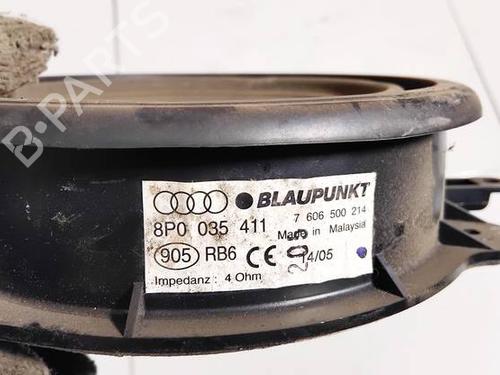 B-PARTS
BLAUPUNKT
8P0 035 411
7 606 500 214
Made in Malaysia
905 RB6 CE 14/05
Impedanz : 4 Ohm